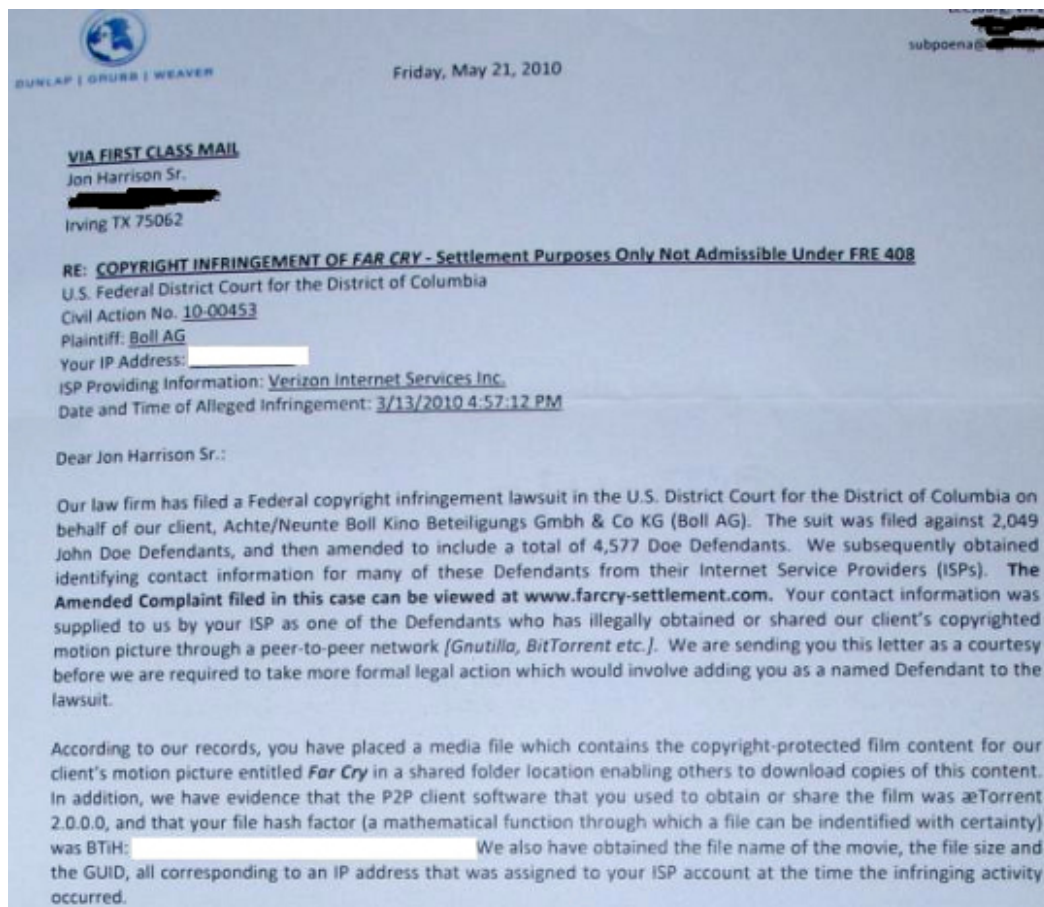 DUNLAP | GRUBB | WEAVER
subpoena@
Friday, May 21, 2010
VIA FIRST CLASS MAIL
Jon Harrison Sr.
Irving TX 75062
RE: COPYRIGHT INFRINGEMENT OF FAR CRY - Settlement Purposes Only Not Admissible Under FRE 408
U.S. Federal District Court for the District of Columbia
Civil Action No. 10-00453
Plaintiff: Boll AG
Your IP Address:
ISP Providing Information: Verizon Internet Services Inc.
Date and Time of Alleged Infringement: 3/13/2010 4:57:12 PM
Dear Jon Harrison Sr.:
Our law firm has filed a Federal copyright infringement lawsuit in the U.S. District Court for the District of Columbia on
behalf of our client, Achte/Neunte Boll Kino Beteiligungs Gmbh & Co KG (Boll AG). The suit was filed against 2,049
John Doe Defendants, and then amended to include a total of 4,577 Doe Defendants. We subsequently obtained
identifying contact information for many of these Defendants from their Internet Service Providers (ISPs). The
Amended Complaint filed in this case can be viewed at www.farcry-settlement.com. Your contact information was
supplied to us by your ISP as one of the Defendants who has illegally obtained or shared our client's copyrighted
motion picture through a peer-to-peer network [Gnutilla, BitTorrent etc.]. We are sending you this letter as a courtesy
before we are required to take more formal legal action which would involve adding you as a named Defendant to the
lawsuit.
According to our records, you have placed a media file which contains the copyright-protected film content for our
client's motion picture entitled Far Cry in a shared folder location enabling others to download copies of this content.
In addition, we have evidence that the P2P client software that you used to obtain or share the film was æTorrent
2.0.0.0, and that your file hash factor (a mathematical function through which a file can be indentified with certainty)
was BTiH: We also have obtained the file name of the movie, the file size and
the GUID, all corresponding to an IP address that was assigned to your ISP account at the time the infringing activity
occurred.